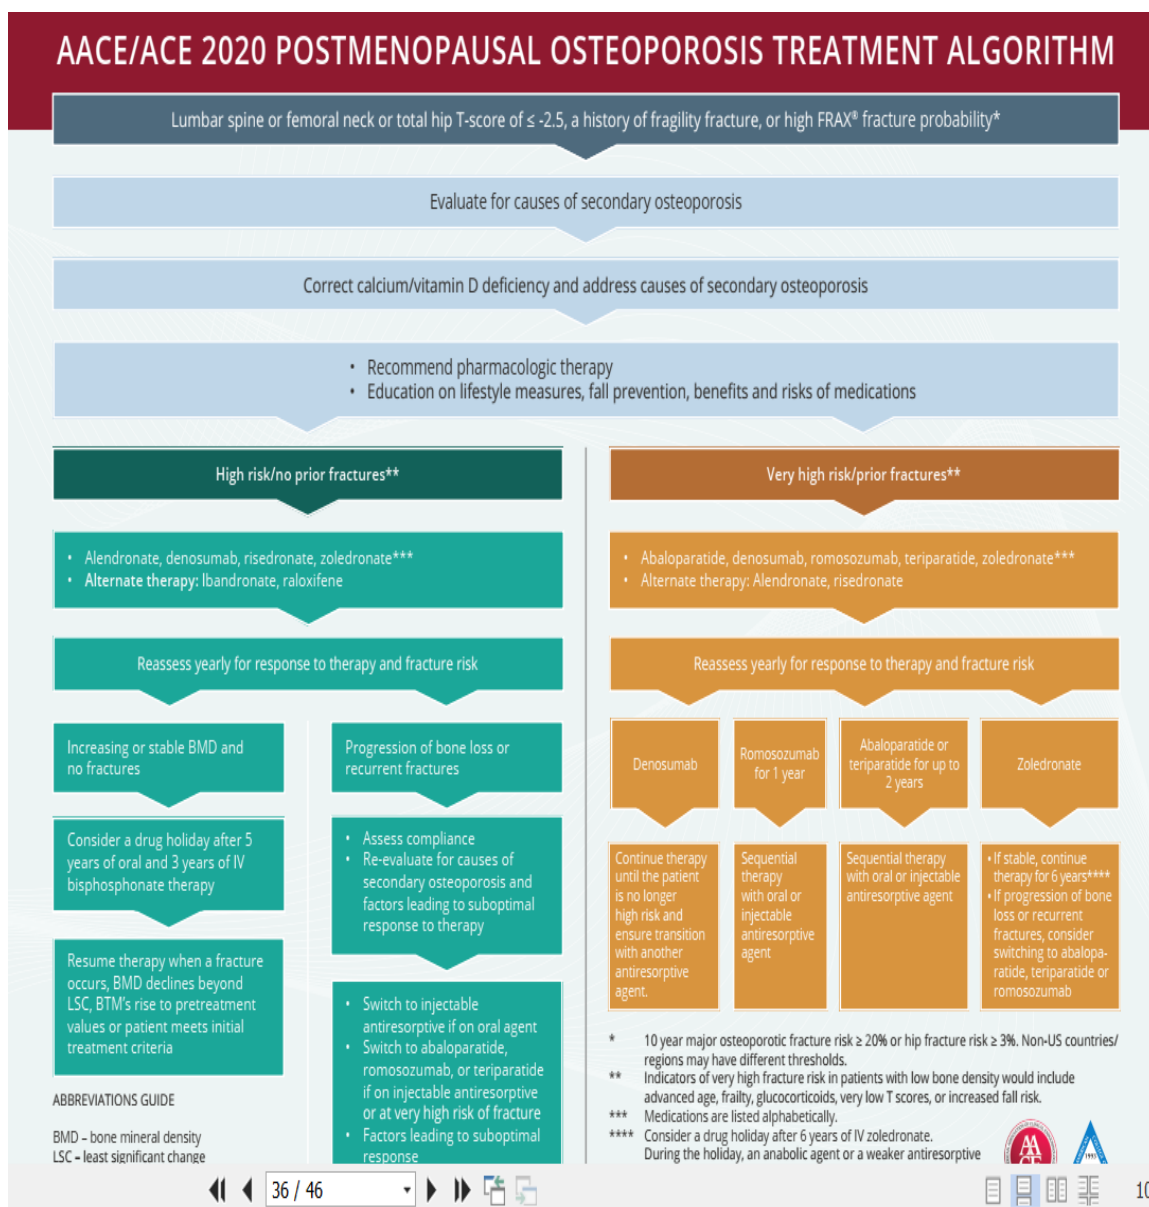 AACE/ACE 2020 POSTMENOPAUSAL OSTEOPOROSIS TREATMENT ALGORITHM
Lumbar spine or femoral neck or total hip T-score of ≤ -2.5, a history of fragility fracture, or high FRAX® fracture probability*
Evaluate for causes of secondary osteoporosis
Correct calcium/vitamin D deficiency and address causes of secondary osteoporosis
• Recommend pharmacologic therapy
• Education on lifestyle measures, fall prevention, benefits and risks of medications
High risk/no prior fractures**
• Alendronate, denosumab, risedronate, zoledronate***
• Alternate therapy: Ibandronate, raloxifene
Reassess yearly for response to therapy and fracture risk
Increasing or stable BMD and
no fractures
Consider a drug holiday after 5
years of oral and 3 years of IV
bisphosphonate therapy
Resume therapy when a fracture
occurs, BMD declines beyond
LSC, BTM's rise to pretreatment
values or patient meets initial
treatment criteria
Progression of bone loss or
recurrent fractures
• Assess compliance
• Re-evaluate for causes of
secondary osteoporosis and
factors leading to suboptimal
response to therapy
• Switch to injectable
antiresorptive if on oral agent
• Switch to abaloparatide,
romosozumab, or teriparatide
if on injectable antiresorptive
or at very high risk of fracture
• Factors leading to suboptimal
response
ABBREVIATIONS GUIDE
BMD – bone mineral density
LSC – least significant change
Very high risk/prior fractures**
• Abaloparatide, denosumab, romosozumab, teriparatide, zoledronate***
• Alternate therapy: Alendronate, risedronate
Reassess yearly for response to therapy and fracture risk
Denosumab
Continue therapy
until the patient
is no longer
high risk and
ensure transition
with another
antiresorptive
agent.
Romosozumab
for 1 year
Sequential
therapy
with oral or
injectable
antiresorptive
agent
Abaloparatide or
teriparatide for up to
2 years
Sequential therapy
with oral or injectable
antiresorptive agent
Zoledronate
• If stable, continue
therapy for 6 years****
• If progression of bone
loss or recurrent
fractures, consider
switching to abalopa-
ratide, teriparatide or
romosozumab
* 10 year major osteoporotic fracture risk ≥ 20% or hip fracture risk ≥ 3%. Non-US countries/
regions may have different thresholds.
** Indicators of very high fracture risk in patients with low bone density would include
advanced age, frailty, glucocorticoids, very low T scores, or increased fall risk.
*** Medications are listed alphabetically.
**** Consider a drug holiday after 6 years of IV zoledronate.
During the holiday, an anabolic agent or a weaker antiresorptive
36 / 46
10